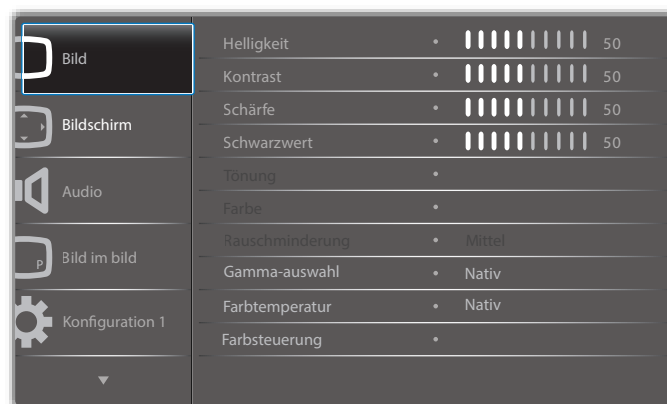 Bild
Bildschirm
Audio
P
Bild im bild
Konfiguration 1
Helligkeit • 50
Kontrast • 50
Schärfe • 50
Schwarzwert • 50
Tönung •
Farbe •
Rauschminderung • Mittel
Gamma-auswahl • Nativ
Farbtemperatur • Nativ
Farbsteuerung •